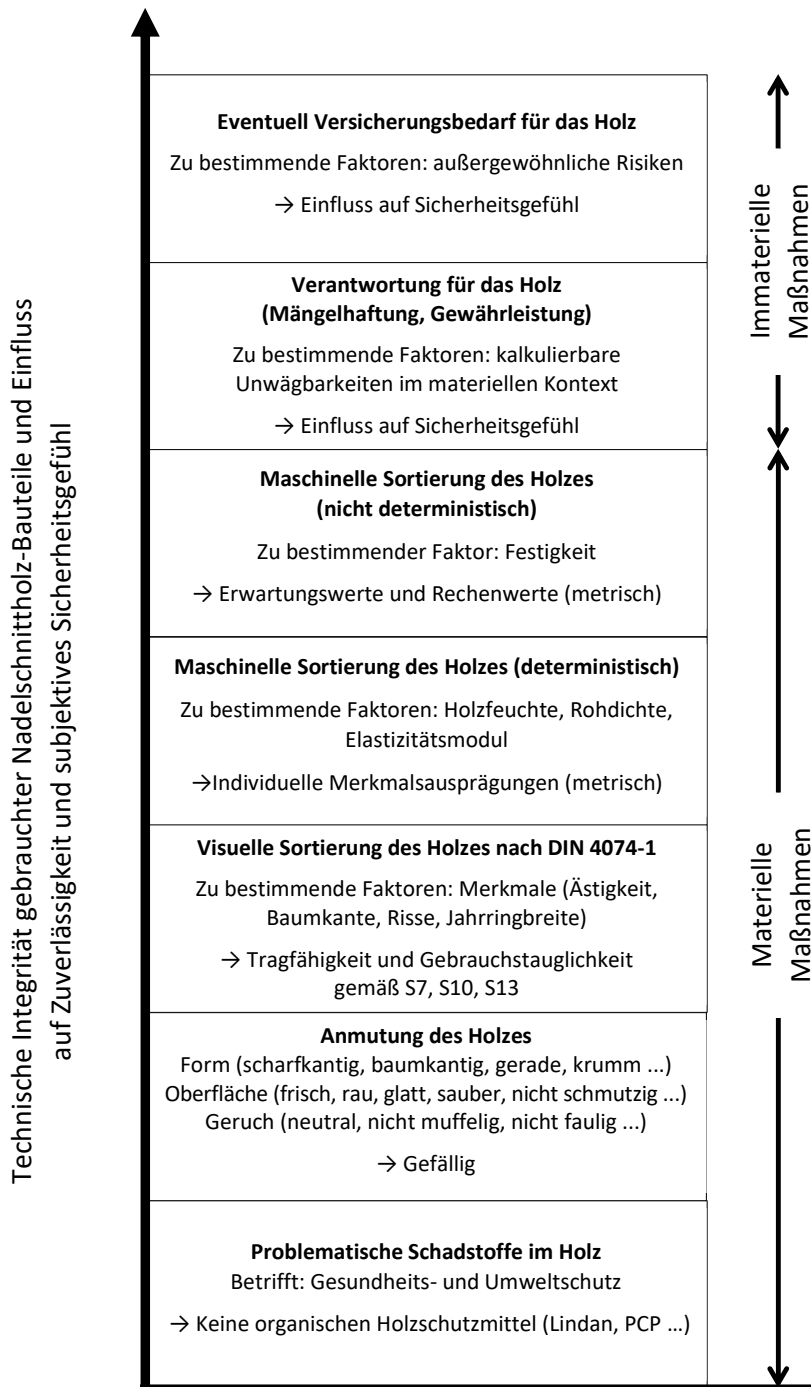 Technische Integrität gebrauchter Nadelschnittholz-Bauteile und Einfluss
auf Zuverlässigkeit und subjektives Sicherheitsgefühl
Eventuell Versicherungsbedarf für das Holz
Zu bestimmende Faktoren: außergewöhnliche Risiken
→ Einfluss auf Sicherheitsgefühl
Verantwortung für das Holz
(Mängelhaftung, Gewährleistung)
Zu bestimmende Faktoren: kalkulierbare
Unwägbarkeiten im materiellen Kontext
→ Einfluss auf Sicherheitsgefühl
Maschinelle Sortierung des Holzes
(nicht deterministisch)
Zu bestimmender Faktor: Festigkeit
→ Erwartungswerte und Rechenwerte (metrisch)
Maschinelle Sortierung des Holzes (deterministisch)
Zu bestimmende Faktoren: Holzfeuchte, Rohdichte,
Elastizitätsmodul
→Individuelle Merkmalsausprägungen (metrisch)
Visuelle Sortierung des Holzes nach DIN 4074-1
Zu bestimmende Faktoren: Merkmale (Ästigkeit,
Baumkante, Risse, Jahrringbreite)
→ Tragfähigkeit und Gebrauchstauglichkeit
gemäß S7, S10, S13
Anmutung des Holzes
Form (scharfkantig, baumkantig, gerade, krumm ...)
Oberfläche (frisch, rau, glatt, sauber, nicht schmutzig ...)
Geruch (neutral, nicht muffelig, nicht faulig ...)
→ Gefällig
Problematische Schadstoffe im Holz
Betrifft: Gesundheits- und Umweltschutz
→ Keine organischen Holzschutzmittel (Lindan, PCP ...)
Immaterielle
Maßnahmen
Materielle
Maßnahmen